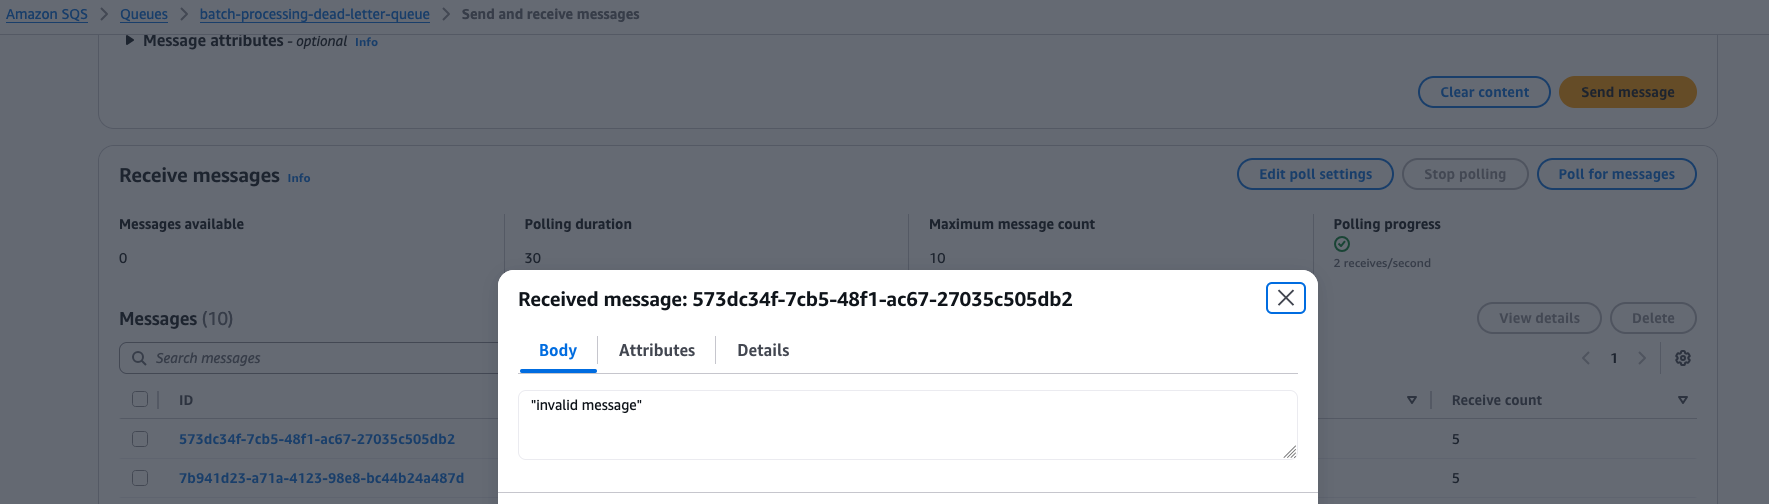 Amazon SQS > Queues > batch-processing-dead-letter-queue > Send and receive messages
Message attributes - optional Info
Clear content Send message
Receive messages Info
Edit poll settings Stop polling Poll for messages
Messages available Polling duration Maximum message count Polling progress
0 30 10
2 receives/second
Received message: 573dc34f-7cb5-48f1-ac67-27035c505db2
Messages (10)
View details Delete
Body Attributes Details
Search messages
1
"invalid message"
ID Receive count
573dc34f-7cb5-48f1-ac67-27035c505db2 5
7b941d23-a71a-4123-98e8-bc44b24a487d 5